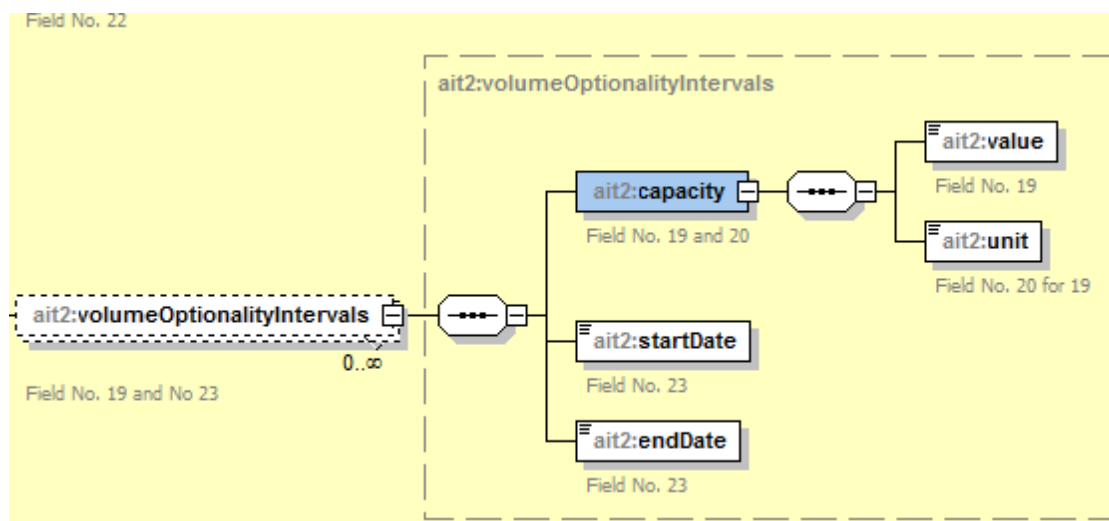 Field No. 22
ait2:volumeOptionalityIntervals
ait2:value
Field No. 19
ait2:capacity
Field No. 19 and 20
ait2:unit
Field No. 20 for 19
ait2:volumeOptionalityIntervals
0..∞
Field No. 19 and No 23
ait2:startDate
Field No. 23
ait2:endDate
Field No. 23